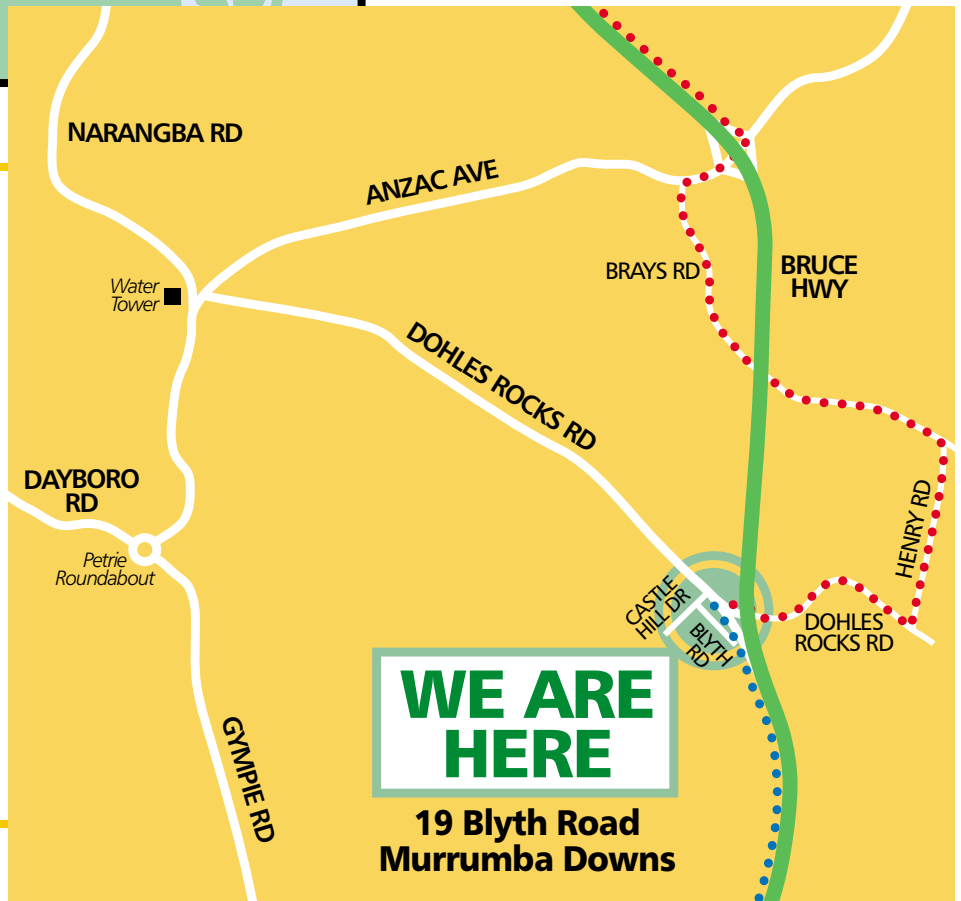 NARANGBA RD
ANZAC AVE
BRAYS RD
BRUCE
HWY
Water
Tower
DOHLES ROCKS RD
DAYBORO
RD
HENRY RD
Petrie
Roundabout
CASTLE
HILL DR
BLYTH
RD
DOHLES
ROCKS RD
WE ARE
HERE
GYMPIE RD
19 Blyth Road
Murrumba Downs